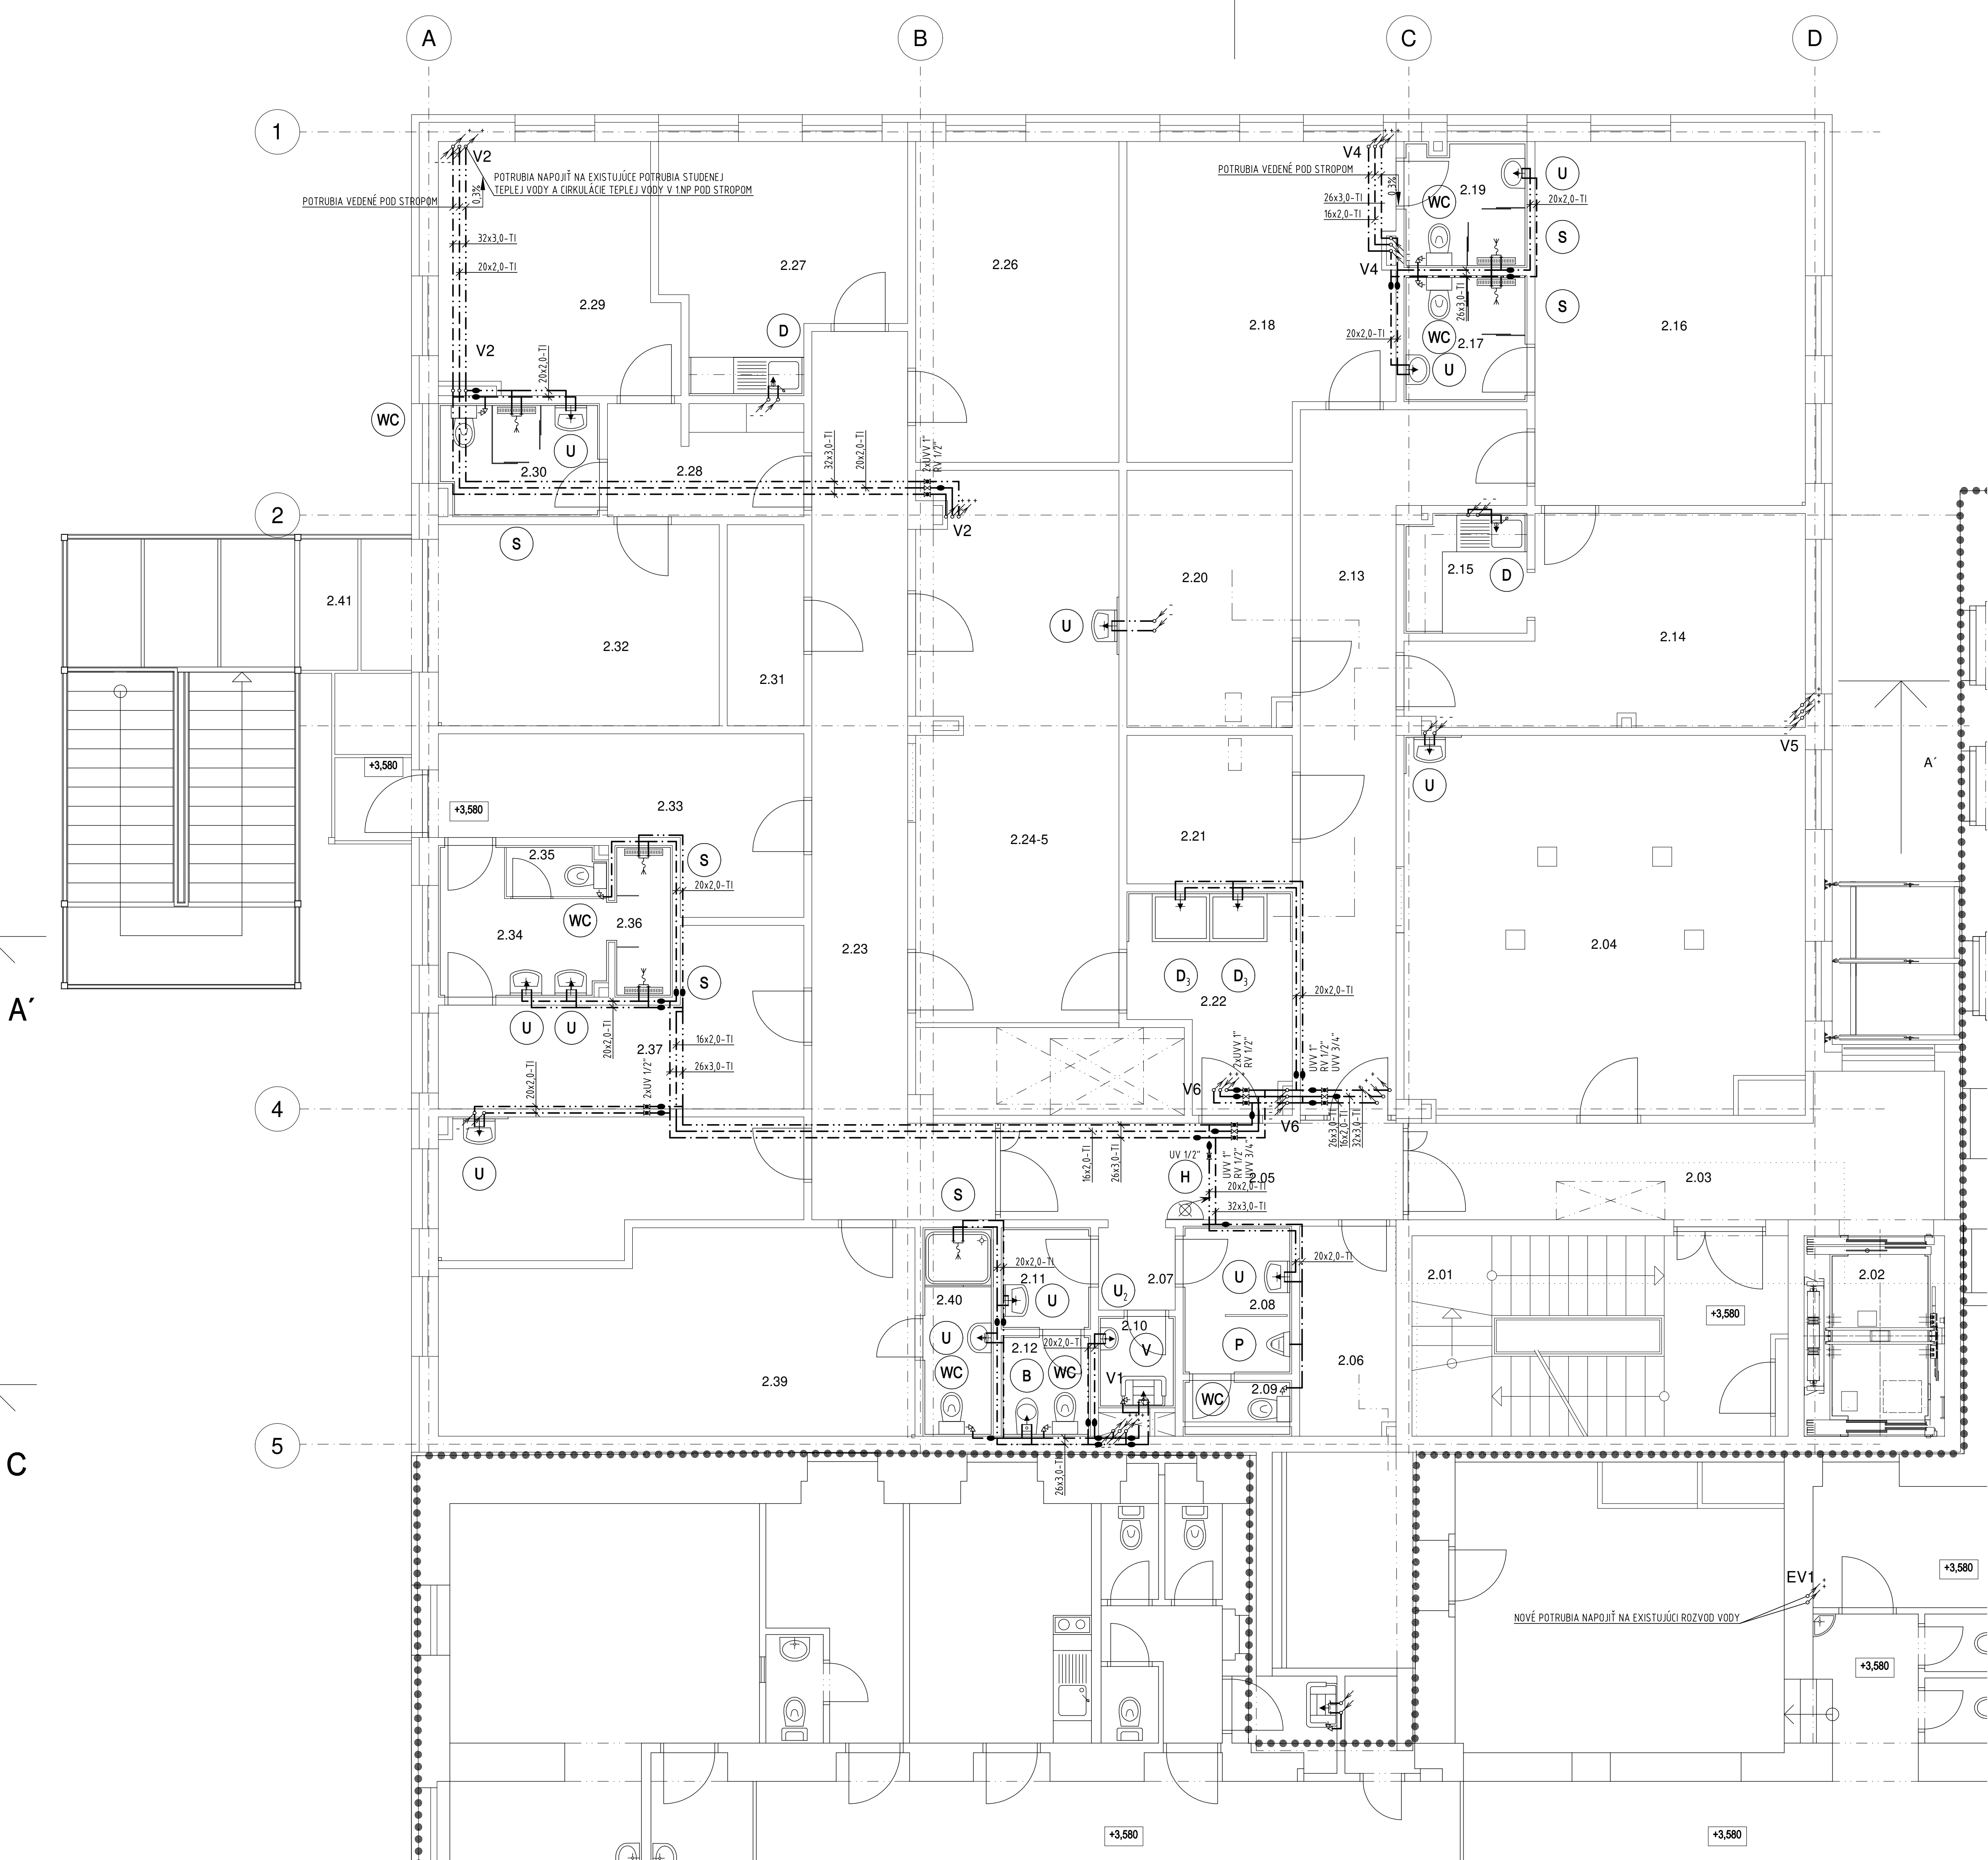 A
B
C
D
1
V2
V4
POTRUBIA NAPOJIŤ NA EXISTUJÚCE POTRUBIA STUDENEJ
TEPLEJ VODY A CIRKULÁCIE TEPLEJ VODY V 1.NP POD STROPOM
POTRUBIA VEDENÉ POD STROPOM
0,3%
POTRUBIA VEDENÉ POD STROPOM
0,3%
26x3,0-TI
16x2,0-TI
WC
2.19
U
20x2,0-TI
S
32x3,0-TI
20x2,0-TI
2.27
2.26
V4
26x3,0-TI
S
2.29
D
2.18
20x2,0-TI
WC
2.17
U
2.16
V2
20x2,0-TI
WC
U
2.30
2.28
32x3,0-TI
20x2,0-TI
2xUVV 1"
RV 1/2"
2
V2
S
2.41
2.32
2.31
U
2.20
2.13
2.15
D
2.14
V5
A´
+3,580
+3,580
2.33
U
2.24-5
2.21
2.35
S
20x2,0-TI
WC
2.36
2.34
2.23
2.04
S
D3
D3
2.22
20x2,0-TI
A´
U
U
20x2,0-TI
2.37
16x2,0-TI
26x3,0-TI
20x2,0-TI
2xUV 1/2"
2xUVV 1"
RV 1/2"
UVV 1"
RV 1/2"
UVV 3/4"
V6
4
V6
26x3,0-TI
16x2,0-TI
32x3,0-TI
U
16x2,0-TI
26x3,0-TI
UV 1/2"
UVV 1"
RV 1/2"
UVV 3/4"
H
2.05
20x2,0-TI
32x3,0-TI
2.03
S
20x2,0-TI
2.11
U
2.40
U2
2.07
U
2.08
20x2,0-TI
2.01
2.02
+3,580
U
WC
2.12
20x2,0-TI
B
WC
2.10
V
V1
P
2.06
WC
2.09
2.39
5
C
26x3,0-TI
EV1
NOVÉ POTRUBIA NAPOJIŤ NA EXISTUJÚCI ROZVOD VODY
+3,580
+3,580
+3,580
+3,580